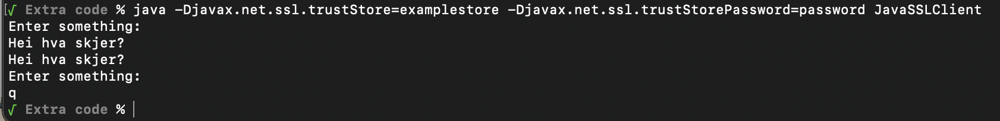 [√ Extra code % java -Djavax.net.ssl.trustStore=examplestore -Djavax.net.ssl.trustStorePassword=password JavaSSLClient
Enter something:
Hei hva skjer?
Hei hva skjer?
Enter something:
q
√ Extra code %